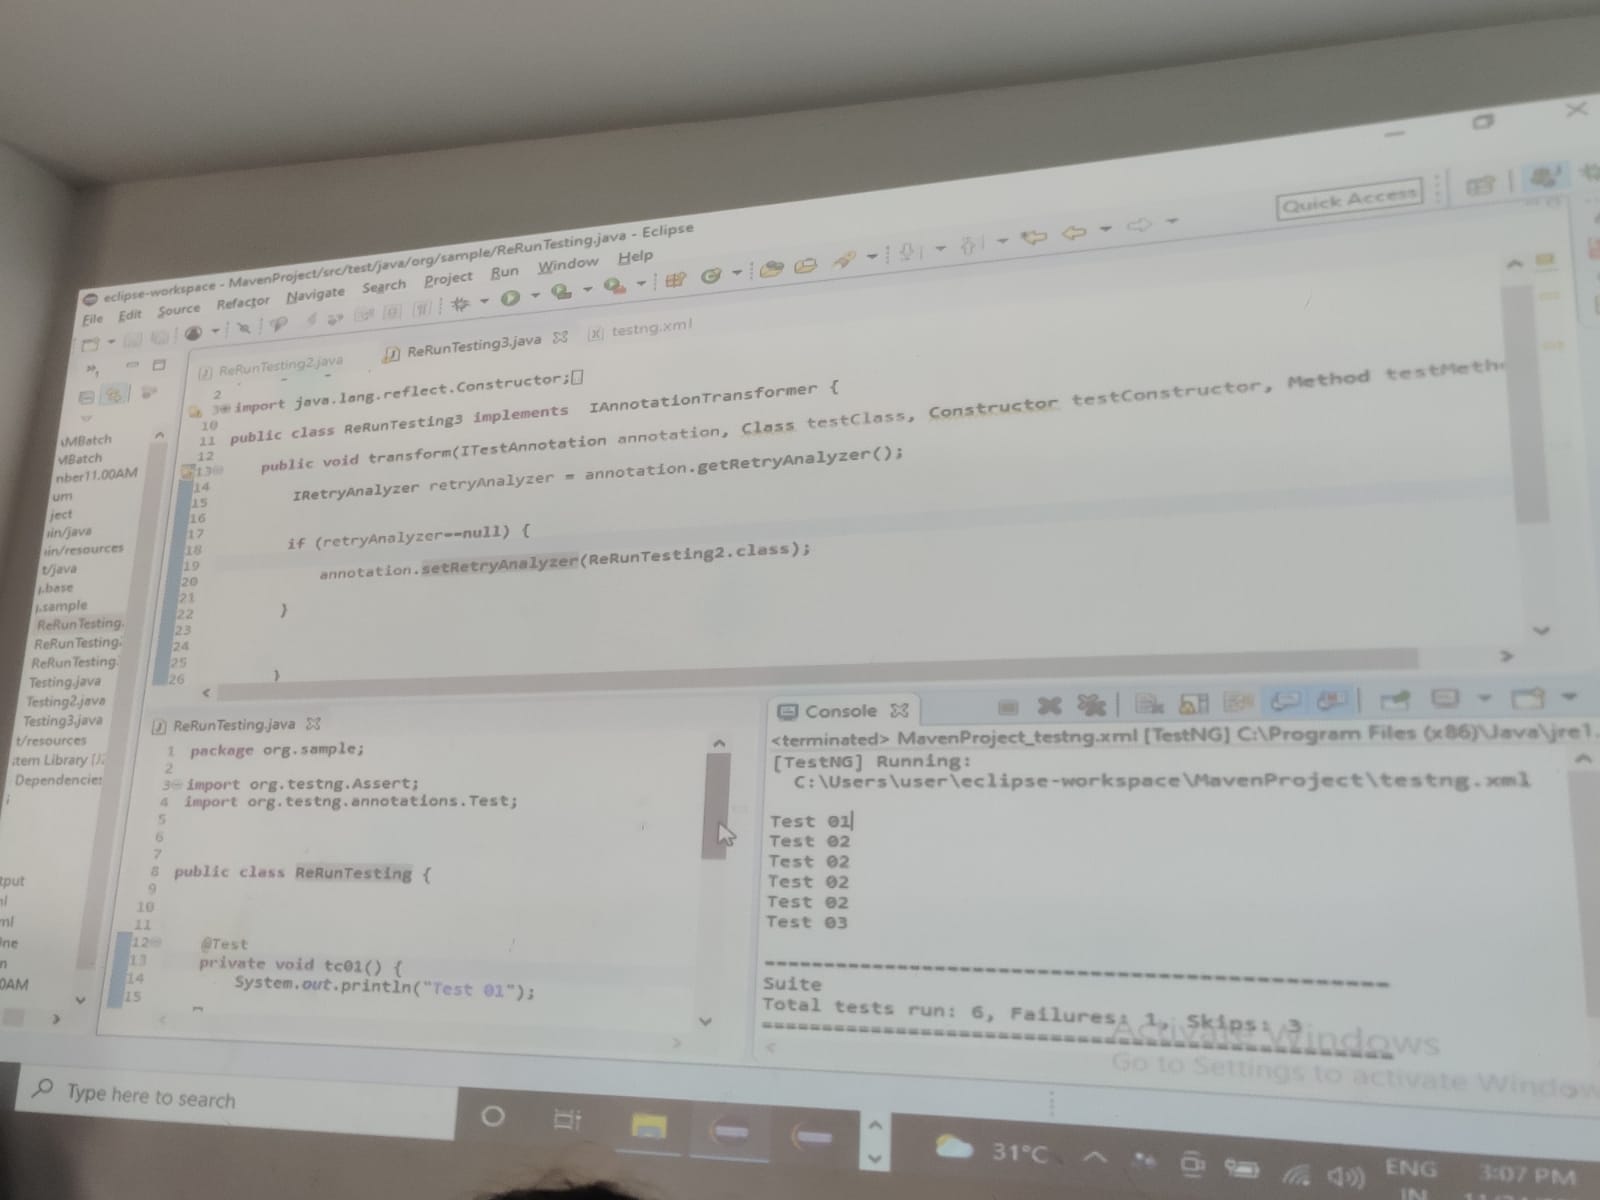 eclipse-workspace - MavenProject/src/test/java/org/sample/ReRunTesting.java - Eclipse
File Edit Source Refactor Navigate Search Project Run Window Help
Quick Access
ReRunTesting2.java
ReRunTesting3.java
testng.xml
2
3 import java.lang.reflect.Constructor;
10
11 public class ReRunTesting3 implements IAnnotationTransformer {
12
13 public void transform(ITestAnnotation annotation, Class testClass, Constructor testConstructor, Method testMeth
14
15 IRetryAnalyzer retryAnalyzer = annotation.getRetryAnalyzer();
16
17
18 if (retryAnalyzer==null) {
19
20 annotation.setRetryAnalyzer(ReRunTesting2.class);
21
22 }
23
24
25
26 }
MBatch
MBatch
nber11.00AM
um
ject
in/java
in/resources
t/java
.base
.sample
ReRunTesting.
ReRunTesting
ReRunTesting
Testing.java
Testing2.java
Testing3.java
t/resources
tem Library [J
Dependencies
tput
ml
ne
n
0AM
ReRunTesting.java
1 package org.sample;
2
3 import org.testng.Assert;
4 import org.testng.annotations.Test;
5
6
7
8 public class ReRunTesting {
9
10
11
12 @Test
13 private void tc01() {
14 System.out.println("Test 01");
15
Console
<terminated> MavenProject_testng.xml [TestNG] C:\Program Files (x86)\Java\jre1.
[TestNG] Running:
C:\Users\user\eclipse-workspace\MavenProject\testng.xml
Test 01
Test 02
Test 02
Test 02
Test 02
Test 03
===============================================
Suite
Total tests run: 6, Failures: 1, Skips: 3
===============================================
Activate Windows
Go to Settings to activate Window
Type here to search
31°C
ENG
IN
3:07 PM